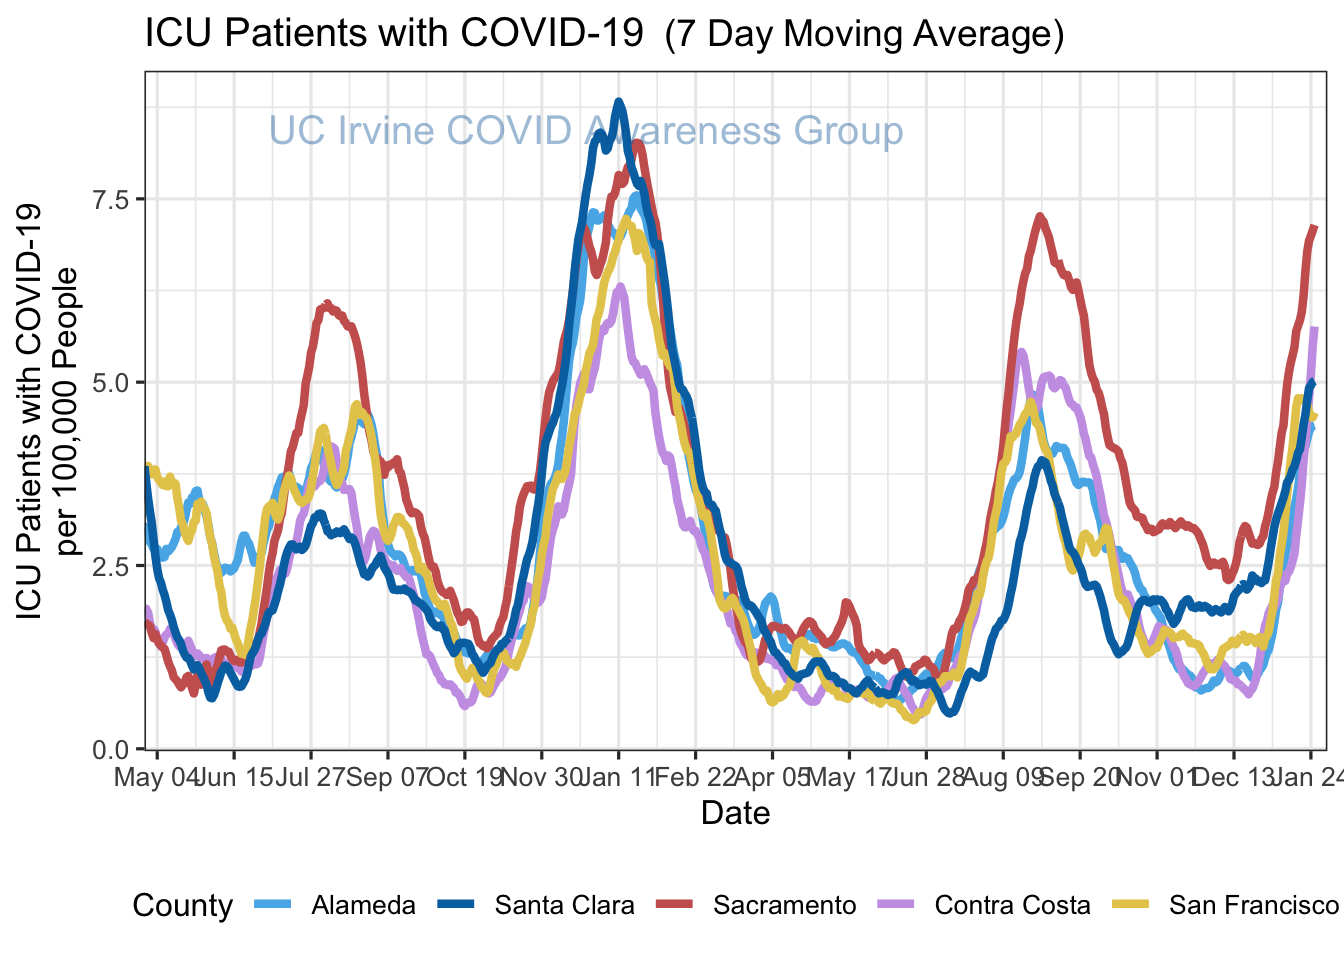 ICU Patients with COVID-19 (7 Day Moving Average)
UC Irvine COVID Awareness Group
ICU Patients with COVID-19
per 100,000 People
7.5
5.0
2.5
0.0
May 04 Jun 15 Jul 27 Sep 07 Oct 19 Nov 30 Jan 11 Feb 22 Apr 05 May 17 Jun 28 Aug 09 Sep 20 Nov 01 Dec 13 Jan 24
Date
County Alameda Santa Clara Sacramento Contra Costa San Francisco